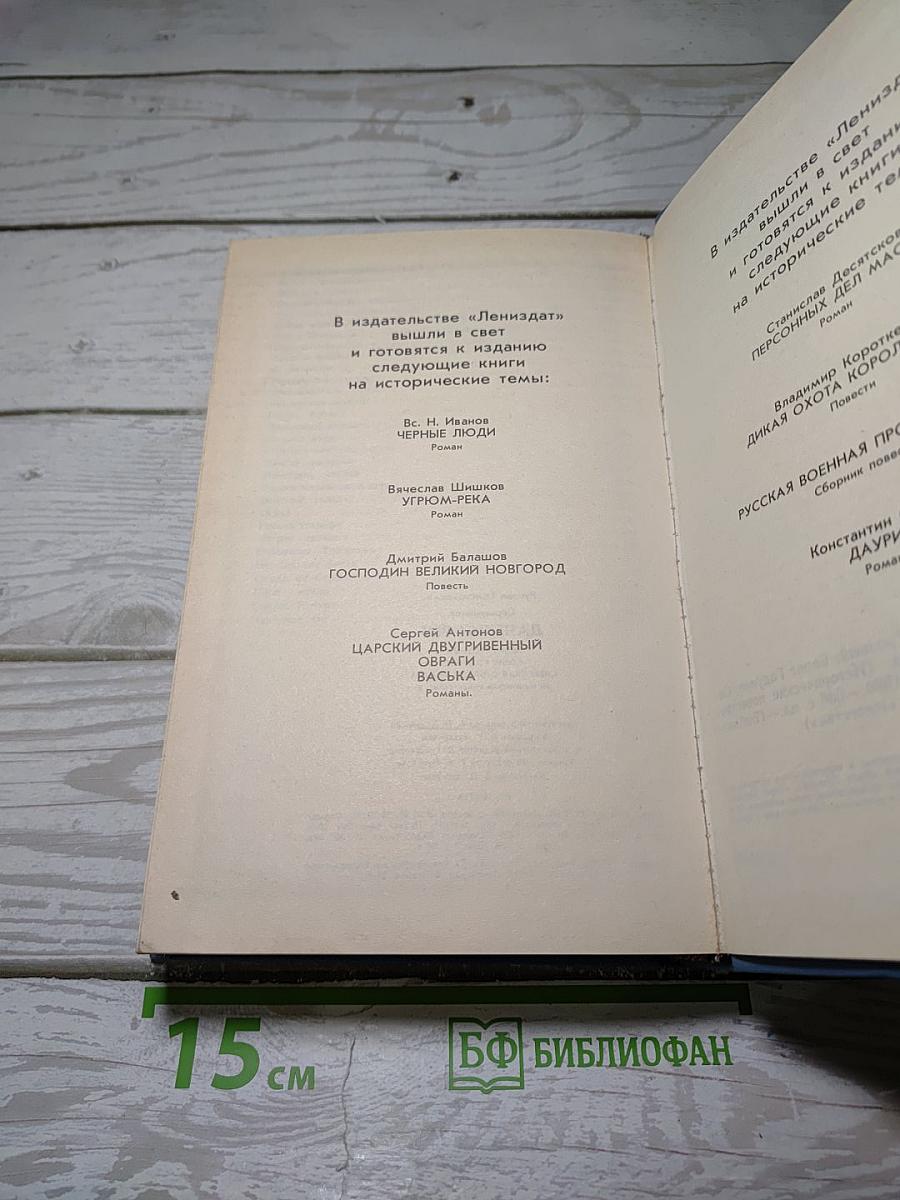 В издательстве «Лениздат»
вышли в свет
и готовятся к изданию
следующие книги
на исторические темы:
Вс. Н. Иванов
ЧЕРНЫЕ ЛЮДИ
Роман
Вячеслав Шишков
УГРЮМ-РЕКА
Роман
Дмитрий Балашов
ГОСПОДИН ВЕЛИКИЙ НОВГОРОД
Повесть
Сергей Антонов
ЦАРСКИЙ ДВУГРИВЕННЫЙ
ОВРАГИ
ВАСЬКА
Романы.
В издательстве «Лениздат
вышли в свет
и готовятся к изданию
следующие книги
на исторические те
Станислав Десятсков
ПЕРСОННЫХ ДЕЛ МАС
Роман
Владимир Коротке
ДИКАЯ ОХОТА КОРОЛ
Повести
РУССКАЯ ВОЕННАЯ ПРО
Сборник повес
Константин
ДАУРИ
Рома
15 см
БФ БИБЛИОФАН